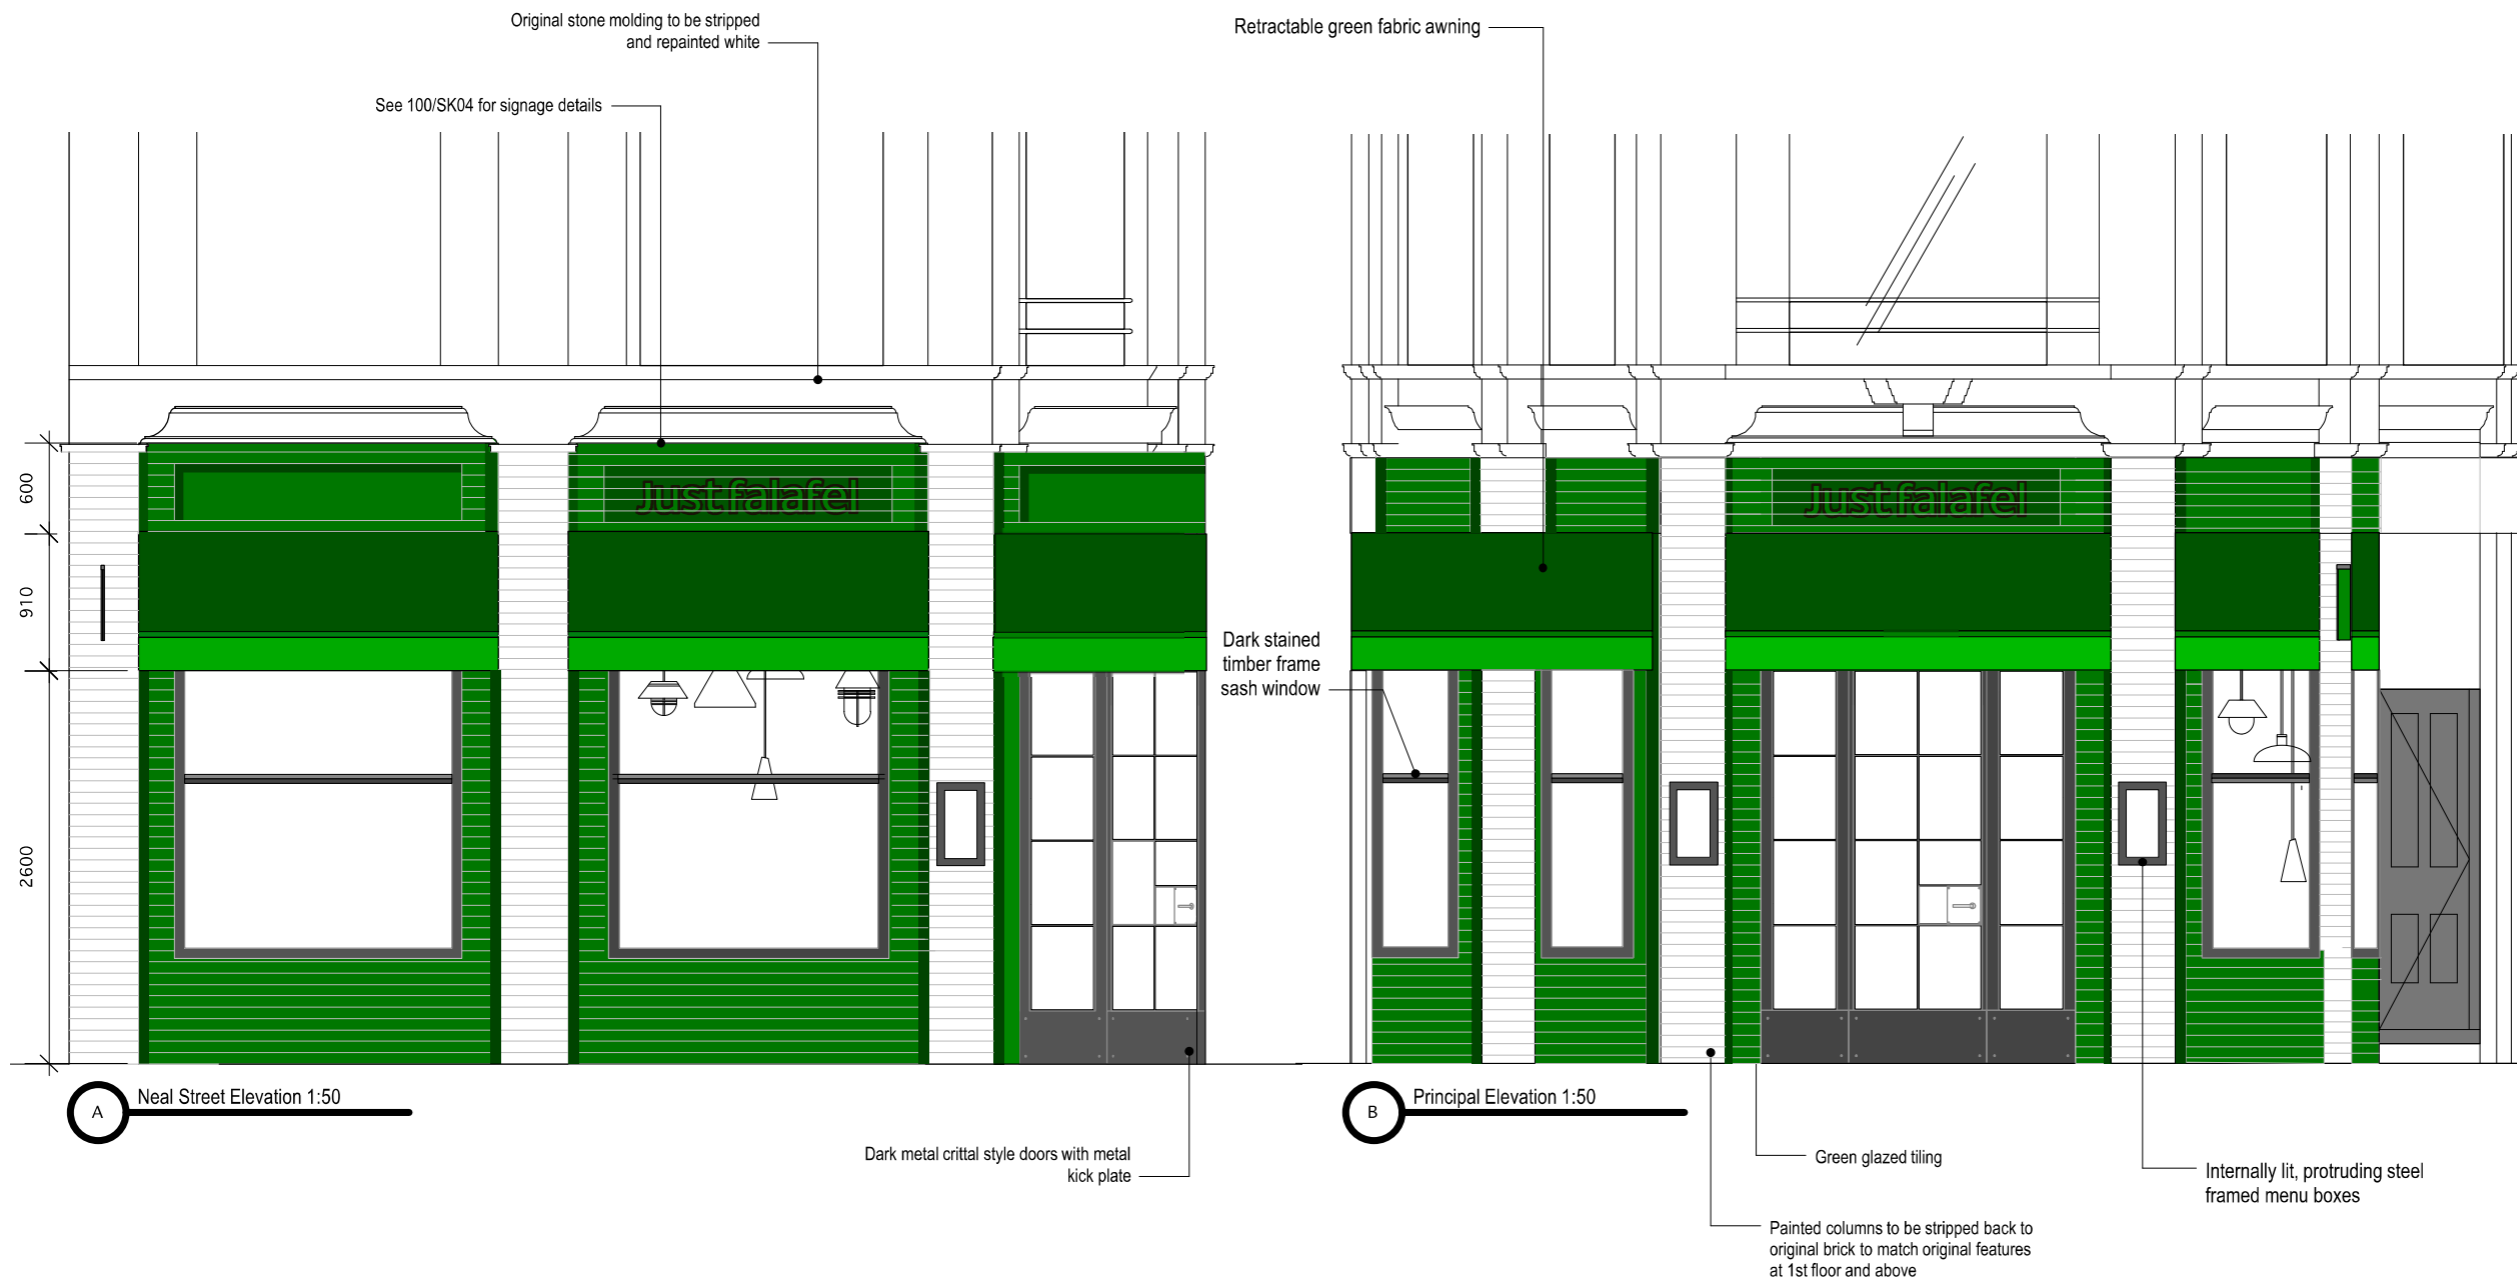 Original stone molding to be stripped
and repainted white
Retractable green fabric awning
See 100/SK04 for signage details
600
Just falafel
Just falafel
910
Dark stained
timber frame
sash window
2600
A
Neal Street Elevation 1:50
B
Principal Elevation 1:50
Dark metal crittal style doors with metal
kick plate
Green glazed tiling
Internally lit, protruding steel
framed menu boxes
Painted columns to be stripped back to
original brick to match original features
at 1st floor and above